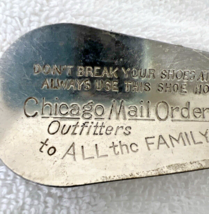 DON'T BREAK YOUR SHOES
ALWAYS USE THIS SHOE
Chicago Mail Order
Outfitters
to ALL the FAMILY